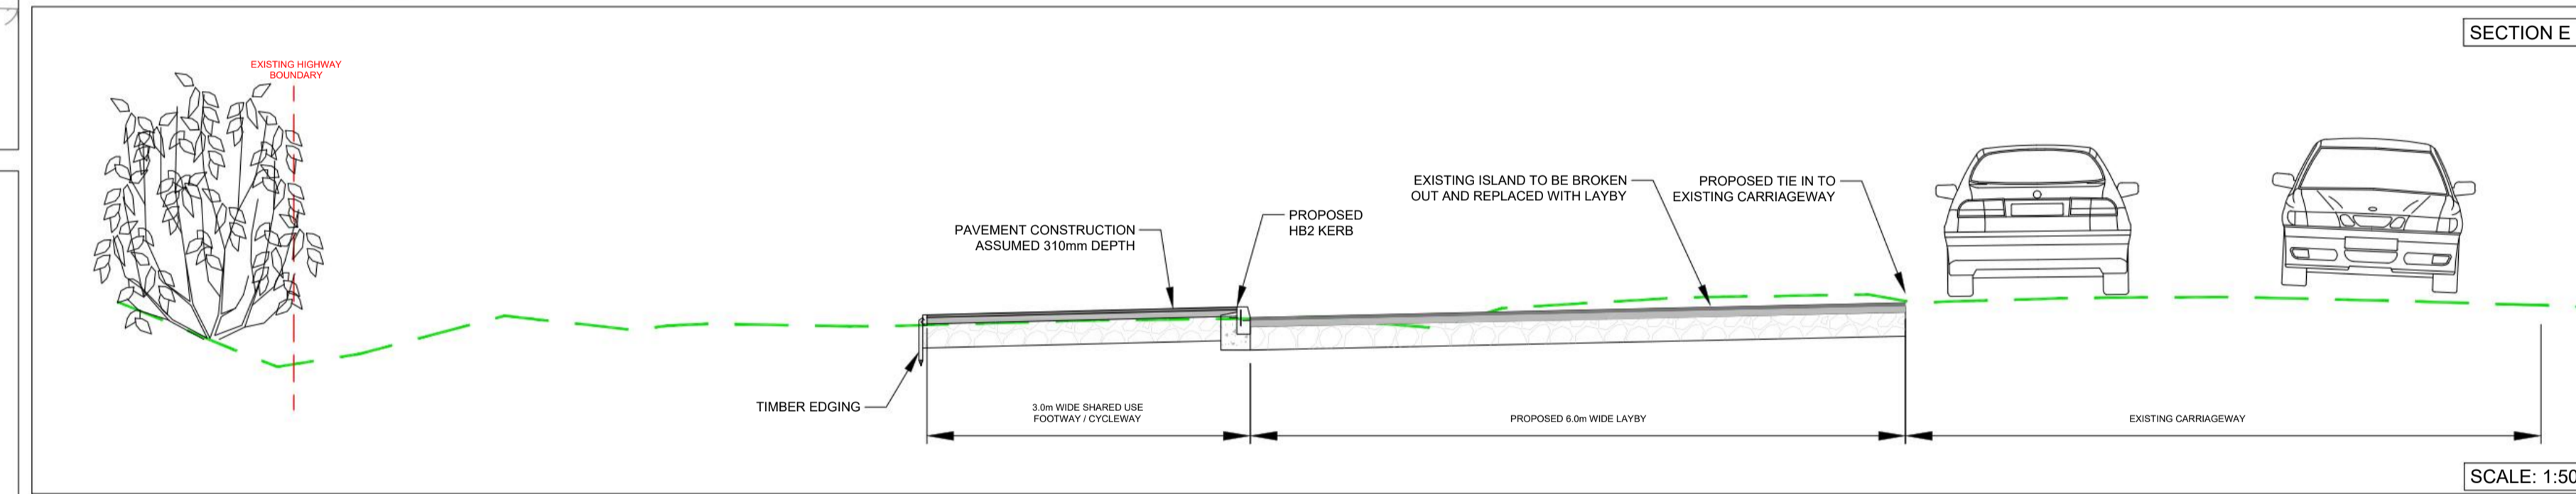 SECTION E
EXISTING HIGHWAY
BOUNDARY
EXISTING ISLAND TO BE BROKEN
OUT AND REPLACED WITH LAYBY
PROPOSED TIE IN TO
EXISTING CARRIAGEWAY
PROPOSED
HB2 KERB
PAVEMENT CONSTRUCTION
ASSUMED 310mm DEPTH
TIMBER EDGING
3.0m WIDE SHARED USE
FOOTWAY / CYCLEWAY
PROPOSED 6.0m WIDE LAYBY
EXISTING CARRIAGEWAY
SCALE: 1:50